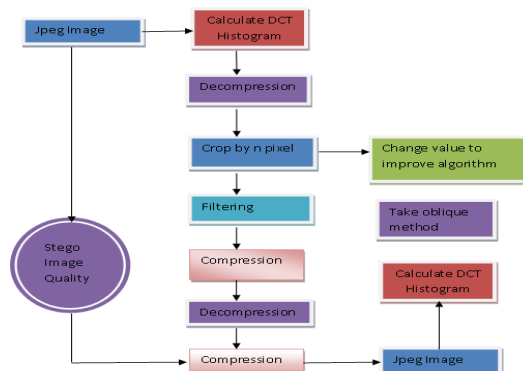 Jpeg Image
Calculate DCT
Histogram
Decompression
Crop by n pixel
Change value to
improve algorithm
Filtering
Take oblique
method
Stego
Image
Quality
Compression
Calculate DCT
Histogram
Decompression
Compression
Jpeg Image